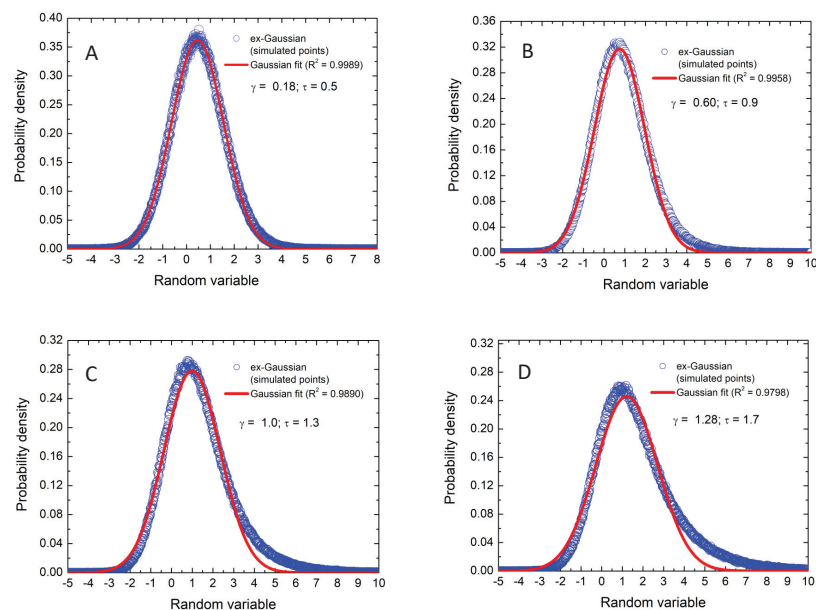 A
ex-Gaussian
(simulated points)
Gaussian fit (R² = 0.9989)
γ = 0.18; τ = 0.5
Probability density
0.40
0.35
0.30
0.25
0.20
0.15
0.10
0.05
0.00
-5 -4 -3 -2 -1 0 1 2 3 4 5 6 7 8
Random variable
B
ex-Gaussian
(simulated points)
Gaussian fit (R² = 0.9958)
γ = 0.60; τ = 0.9
Probability density
0.36
0.32
0.28
0.24
0.20
0.16
0.12
0.08
0.04
0.00
-5 -4 -3 -2 -1 0 1 2 3 4 5 6 7 8 9 10
Random variable
C
ex-Gaussian
(simulated points)
Gaussian fit (R² = 0.9890)
γ = 1.0; τ = 1.3
Probability density
0.32
0.28
0.24
0.20
0.16
0.12
0.08
0.04
0.00
-5 -4 -3 -2 -1 0 1 2 3 4 5 6 7 8 9 10
Random variable
D
ex-Gaussian
(simulated points)
Gaussian fit (R² = 0.9798)
γ = 1.28; τ = 1.7
Probability density
0.32
0.28
0.24
0.20
0.16
0.12
0.08
0.04
0.00
-5 -4 -3 -2 -1 0 1 2 3 4 5 6 7 8 9 10
Random variable